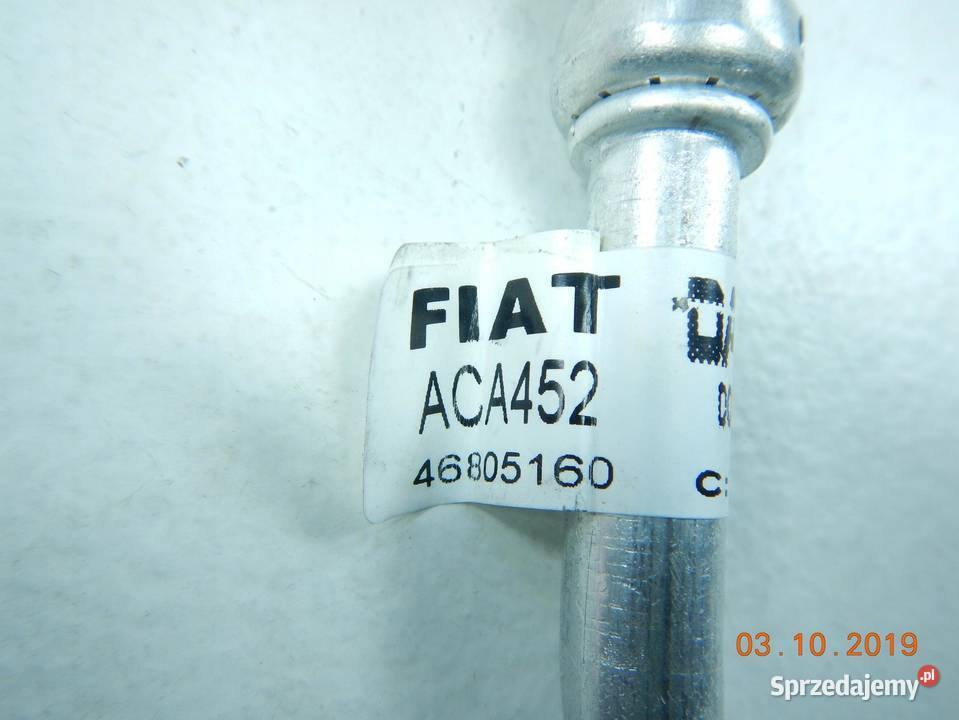 FIAT
ACA452
46805160
C:
03.10.2019
Sprzedajemy.pl